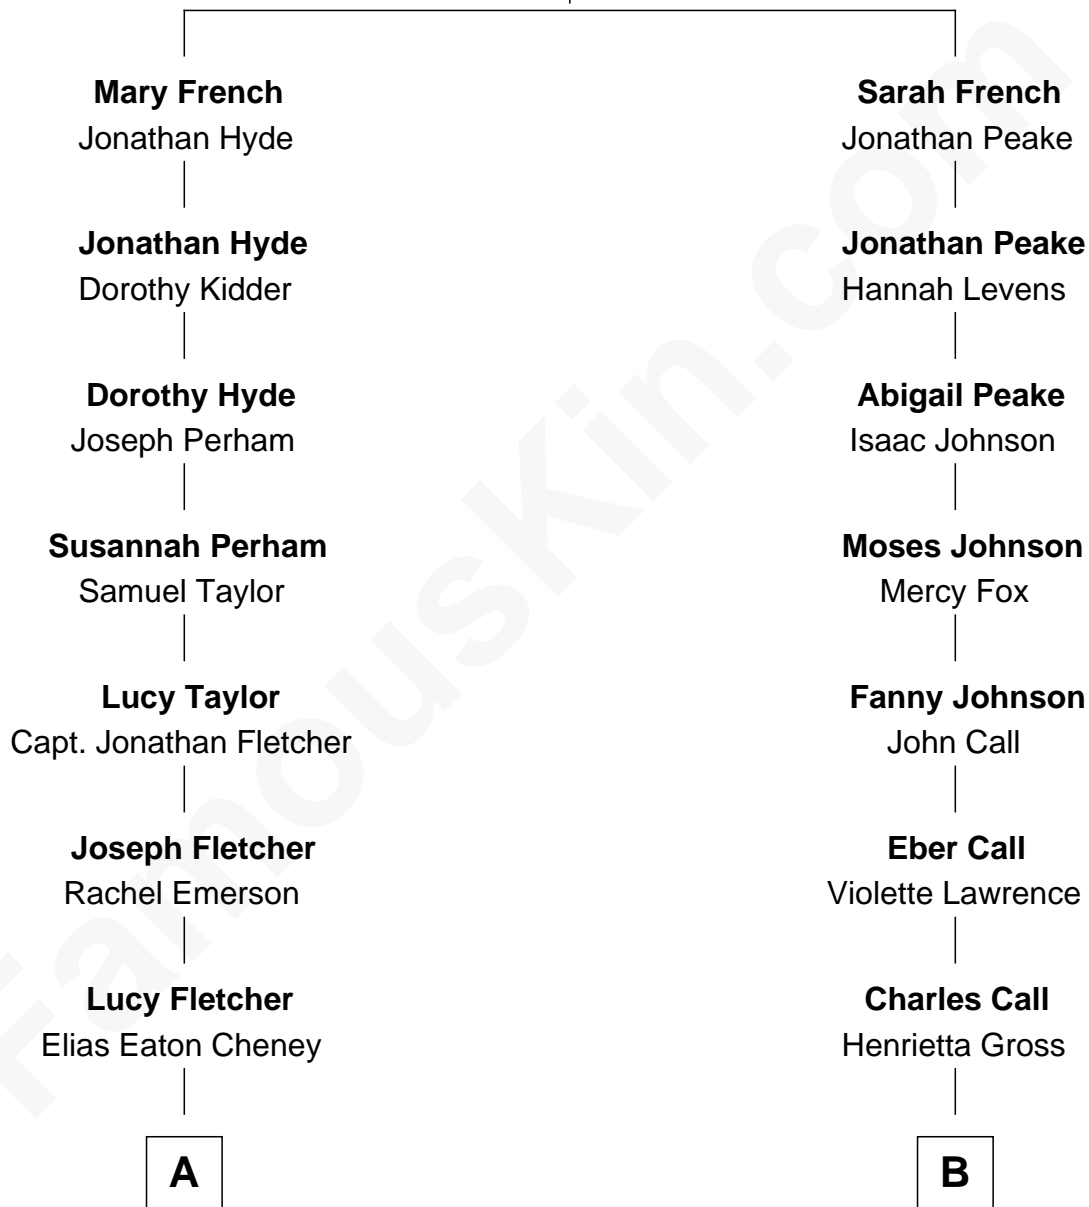 Mary French
Jonathan Hyde
Jonathan Hyde
Dorothy Kidder
Dorothy Hyde
Joseph Perham
Susannah Perham
Samuel Taylor
Lucy Taylor
Capt. Jonathan Fletcher
Joseph Fletcher
Rachel Emerson
Lucy Fletcher
Elias Eaton Cheney
A
Sarah French
Jonathan Peake
Jonathan Peake
Hannah Levens
Abigail Peake
Isaac Johnson
Moses Johnson
Mercy Fox
Fanny Johnson
John Call
Eber Call
Violette Lawrence
Charles Call
Henrietta Gross
B
FamousKin.com